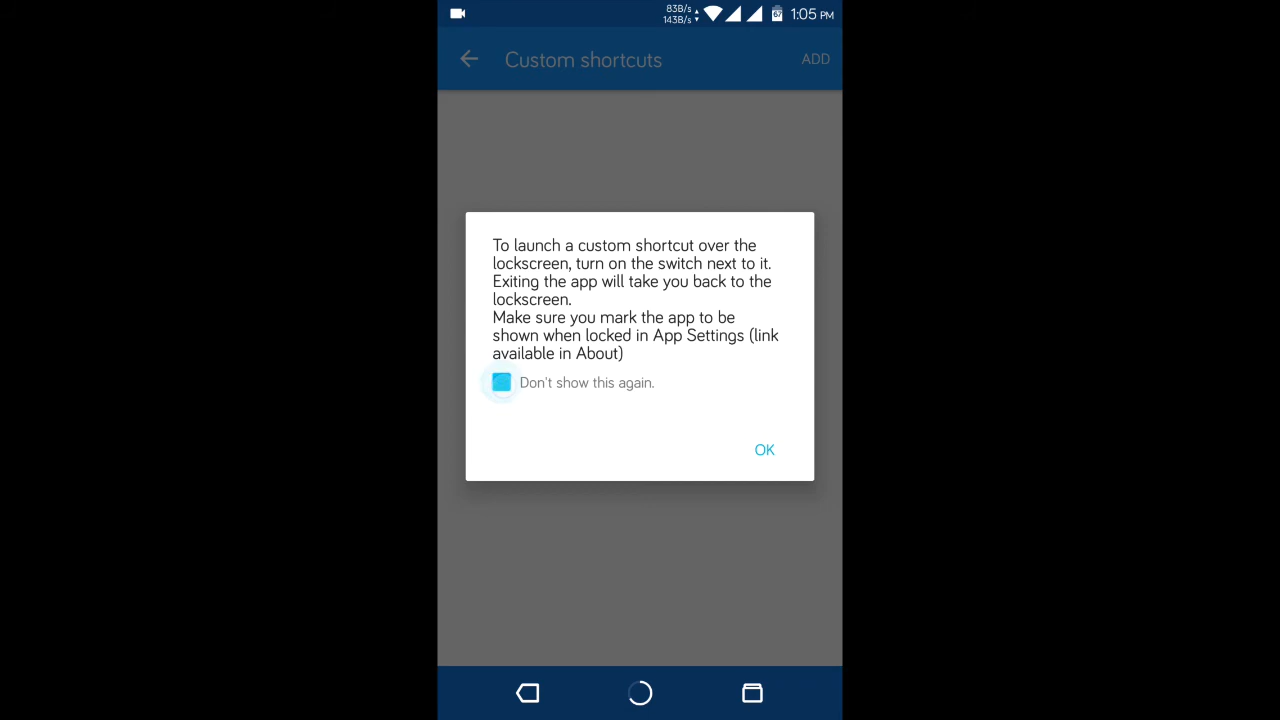 83B/s
143B/s
67
1:05 PM
Custom shortcuts
ADD
To launch a custom shortcut over the
lockscreen, turn on the switch next to it.
Exiting the app will take you back to the
lockscreen.
Make sure you mark the app to be
shown when locked in App Settings (link
available in About)
Don't show this again.
OK